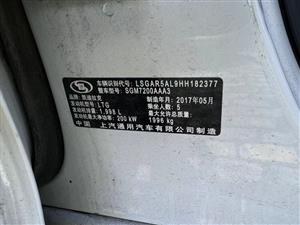 车辆识别代号: LSGAR5AL9HH182377
整车型号: SGM7200AAA3
品牌: 凯迪拉克 制造年月: 2017年05月
发动机型号: LTG 乘坐人数: 5
发动机排量: 1,998 L 最大允许总质量:
发动机最大净功率: 200 kW 1996 kg
中国 上汽通用汽车有限公司制造